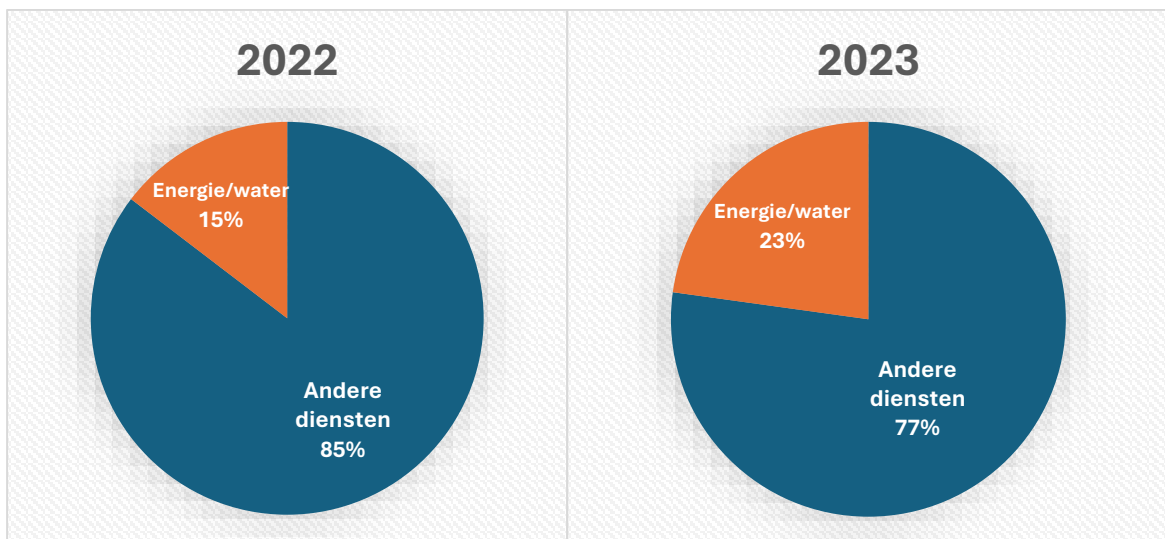 2022
Energie/water
15%
Andere
diensten
85%
2023
Energie/water
23%
Andere
diensten
77%